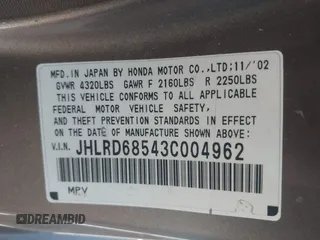 MFD. IN JAPAN BY HONDA MOTOR CO.,LTD:11/'02
GVWR 4320LBS GAWR F 2160LBS R 2250LBS
THIS VEHICLE CONFORMS TO ALL APPLICABLE
FEDERAL MOTOR VEHICLE SAFETY,
AND THEFT PREVENTION STANDARDS IN EFFECT
ON THE DATE OF MANUFACTURE SHOWN ABOVE.
V.I.N. JHLRD68543C004962
MPV
DREAMBID